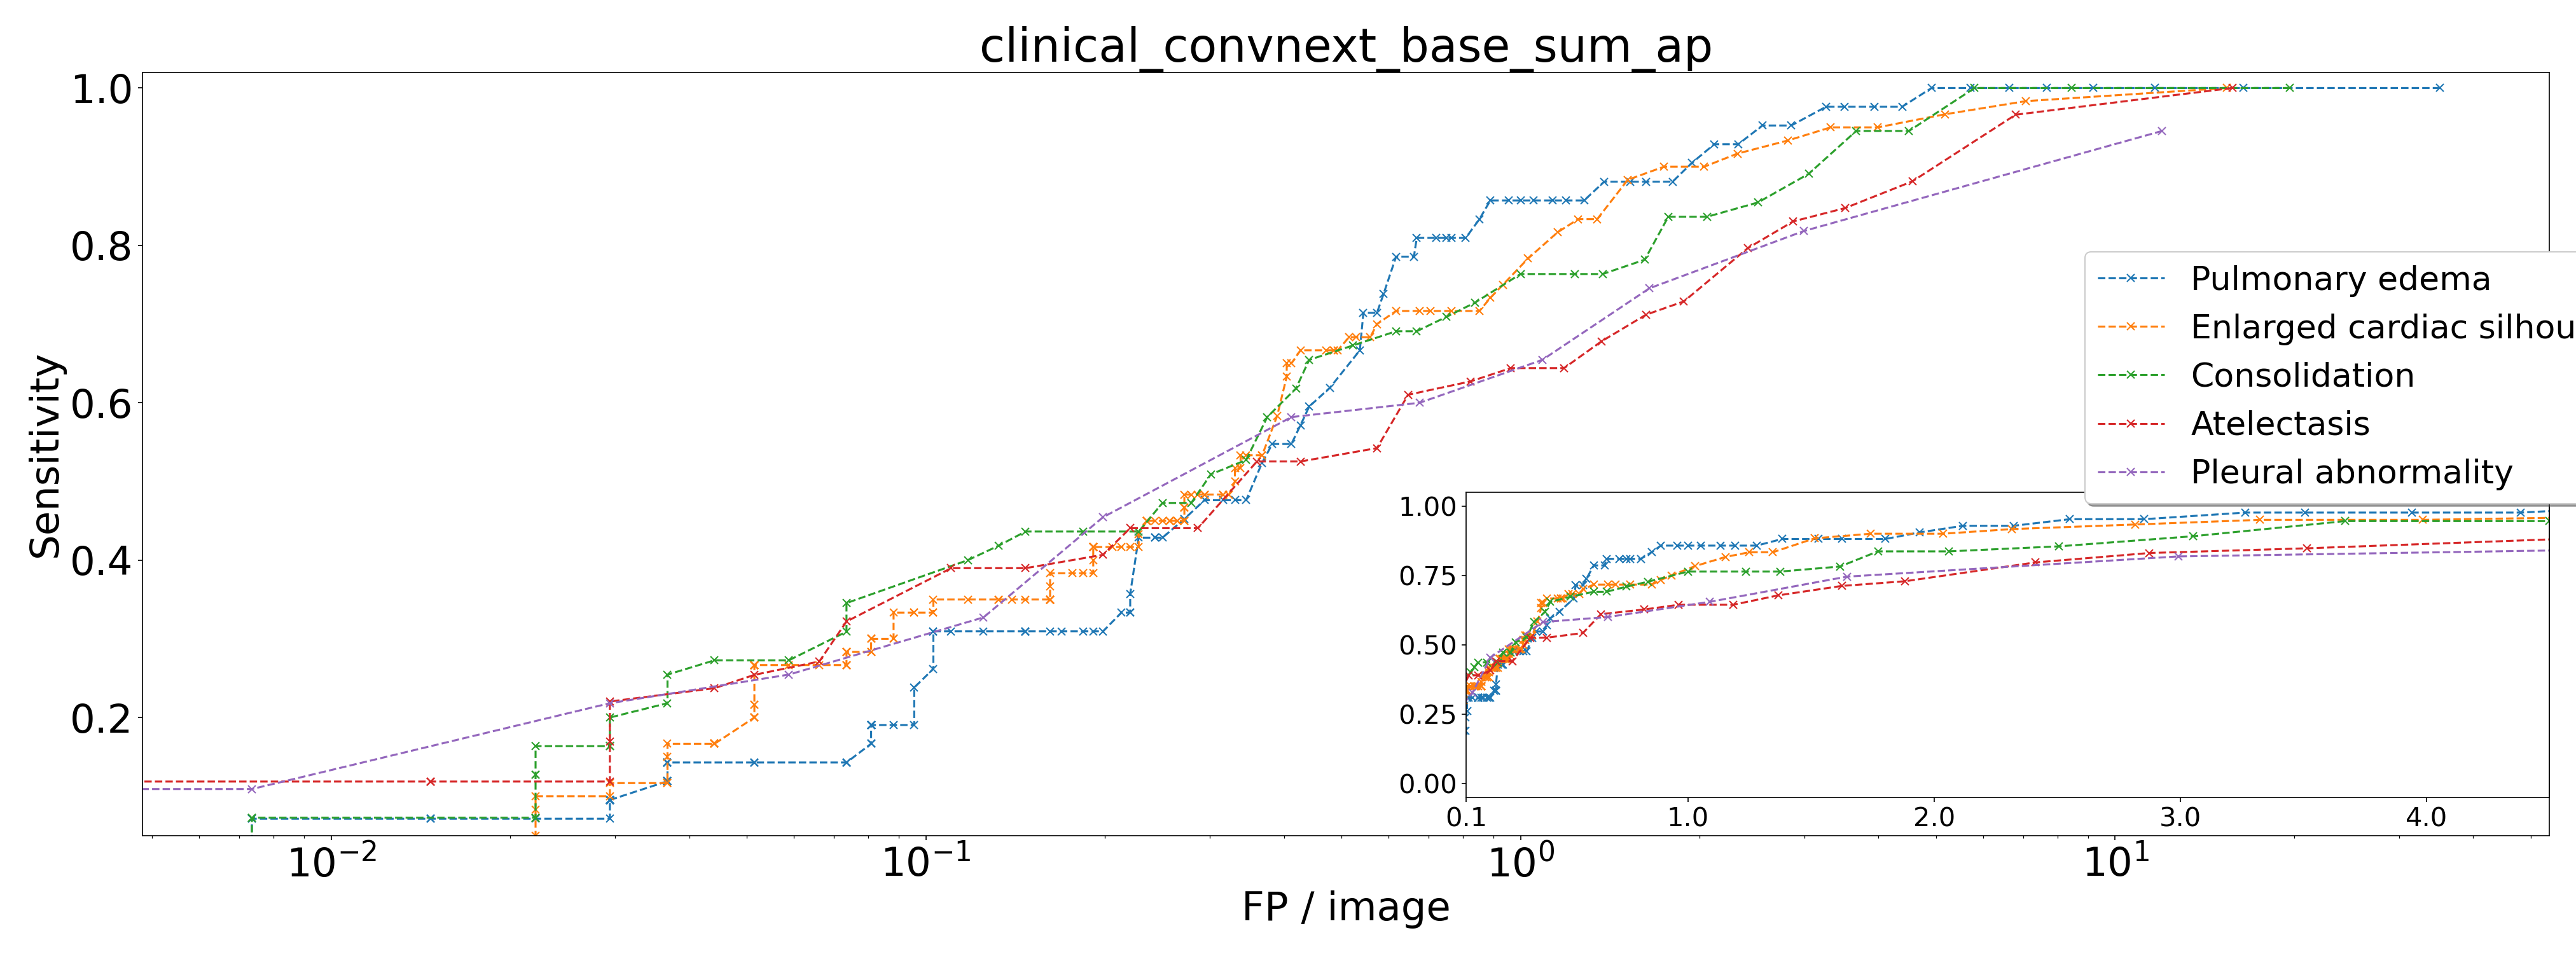 clinical_convnext_base_sum_ap
1.0
0.8
0.6
0.4
0.2
Sensitivity
10⁻²
10⁻¹
10⁰
10¹
FP / image
Pulmonary edema
Enlarged cardiac silhou
Consolidation
Atelectasis
Pleural abnormality
1.00
0.75
0.50
0.25
0.00
0.1
1.0
2.0
3.0
4.0